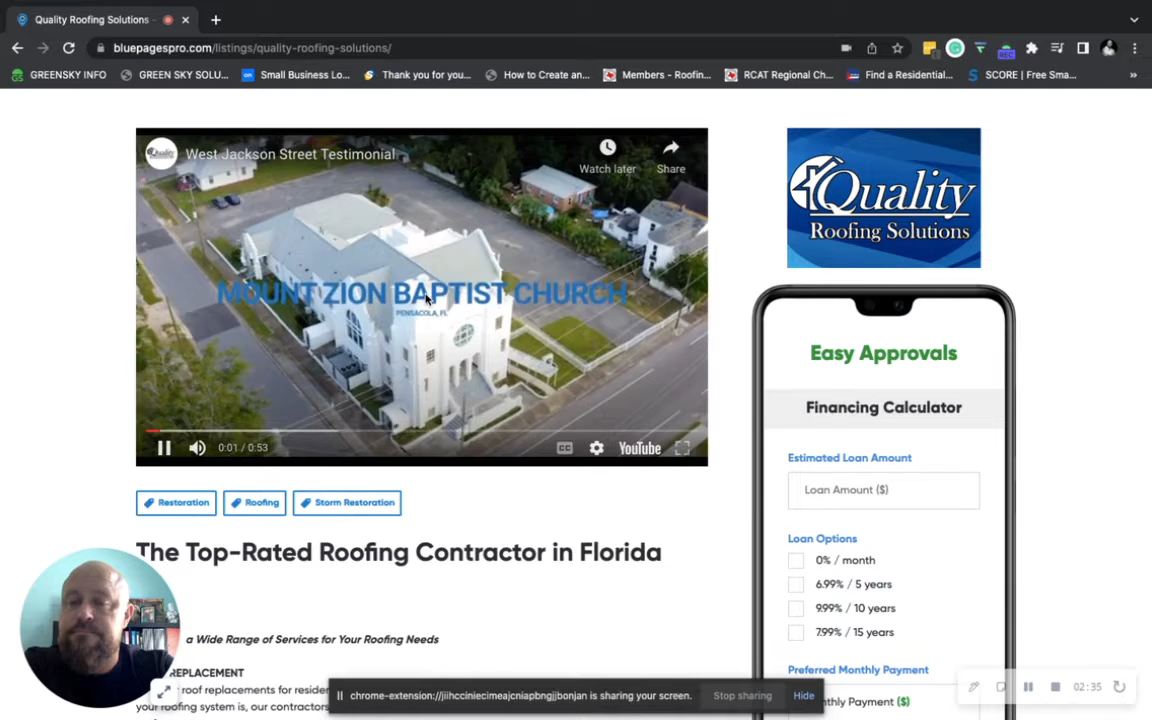 Quality Roofing Solutions
bluepagespro.com/listings/quality-roofing-solutions/
GREENSKY INFO
GREEN SKY SOLU...
Small Business Lo...
Thank you for you...
How to Create an...
Members - Roofin...
RCAT Regional Ch...
Find a Residential...
SCORE | Free Sma...
»
West Jackson Street Testimonial
Watch later
Share
MOUNT ZION BAPTIST CHURCH
PENSACOLA, FL
0:01 / 0:53
CC
YouTube
Quality
Roofing Solutions
Easy Approvals
Financing Calculator
Estimated Loan Amount
Loan Amount ($)
Loan Options
0% / month
6.99% / 5 years
9.99% / 10 years
7.99% / 15 years
Preferred Monthly Payment
thly Payment ($)
Restoration
Roofing
Storm Restoration
The Top-Rated Roofing Contractor in Florida
a Wide Range of Services for Your Roofing Needs
REPLACEMENT
roof replacements for reside
your roofing system is, our contractors
chrome-extension://jiihcciniecimeajcniapbngjjbonjan is sharing your screen.
Stop sharing
Hide
02:35